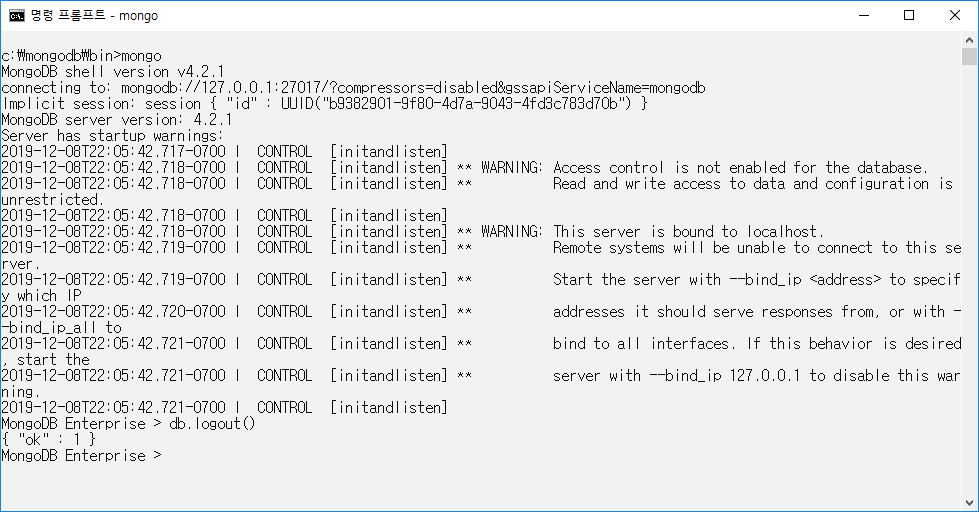 명령 프롬프트 - mongo
c:₩mongodb₩bin>mongo
MongoDB shell version v4.2.1
connecting to: mongodb://127.0.0.1:27017/?compressors=disabled&gssapiServiceName=mongodb
Implicit session: session { "id" : UUID("b9382901-9f80-4d7a-9043-4fd3c783d70b") }
MongoDB server version: 4.2.1
Server has startup warnings:
2019-12-08T22:05:42.717-0700 I  CONTROL  [initandlisten]
2019-12-08T22:05:42.718-0700 I  CONTROL  [initandlisten] ** WARNING: Access control is not enabled for the database.
2019-12-08T22:05:42.718-0700 I  CONTROL  [initandlisten] **          Read and write access to data and configuration is
unrestricted.
2019-12-08T22:05:42.718-0700 I  CONTROL  [initandlisten]
2019-12-08T22:05:42.718-0700 I  CONTROL  [initandlisten] ** WARNING: This server is bound to localhost.
2019-12-08T22:05:42.719-0700 I  CONTROL  [initandlisten] **          Remote systems will be unable to connect to this se
rver.
2019-12-08T22:05:42.719-0700 I  CONTROL  [initandlisten] **          Start the server with --bind_ip <address> to specif
y which IP
2019-12-08T22:05:42.720-0700 I  CONTROL  [initandlisten] **          addresses it should serve responses from, or with -
-bind_ip_all to
2019-12-08T22:05:42.721-0700 I  CONTROL  [initandlisten] **          bind to all interfaces. If this behavior is desired
, start the
2019-12-08T22:05:42.721-0700 I  CONTROL  [initandlisten] **          server with --bind_ip 127.0.0.1 to disable this war
ning.
2019-12-08T22:05:42.721-0700 I  CONTROL  [initandlisten]
MongoDB Enterprise > db.logout()
{ "ok" : 1 }
MongoDB Enterprise >